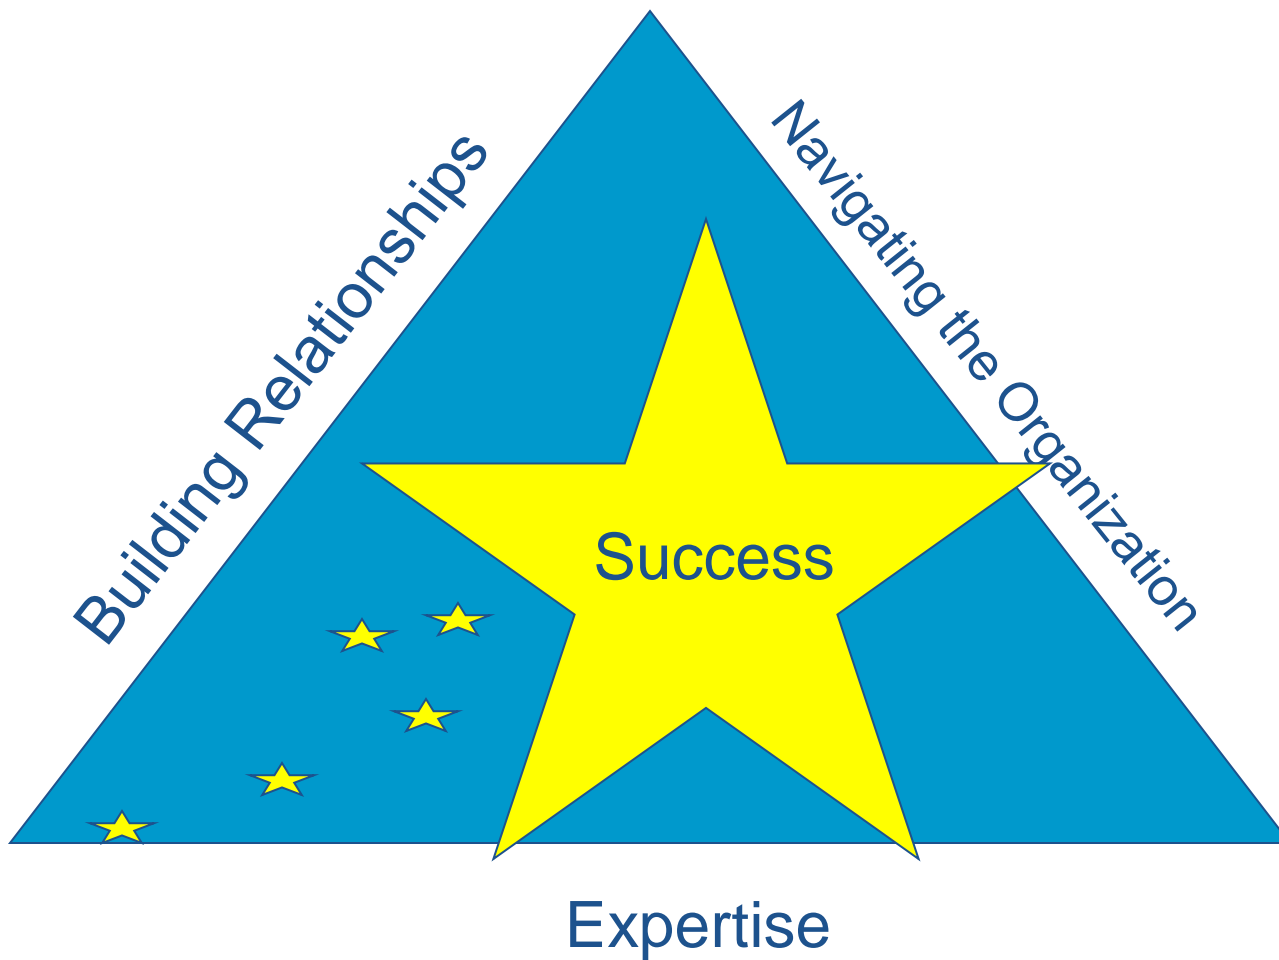 Building Relationships
Navigating the Organization
Success
Expertise